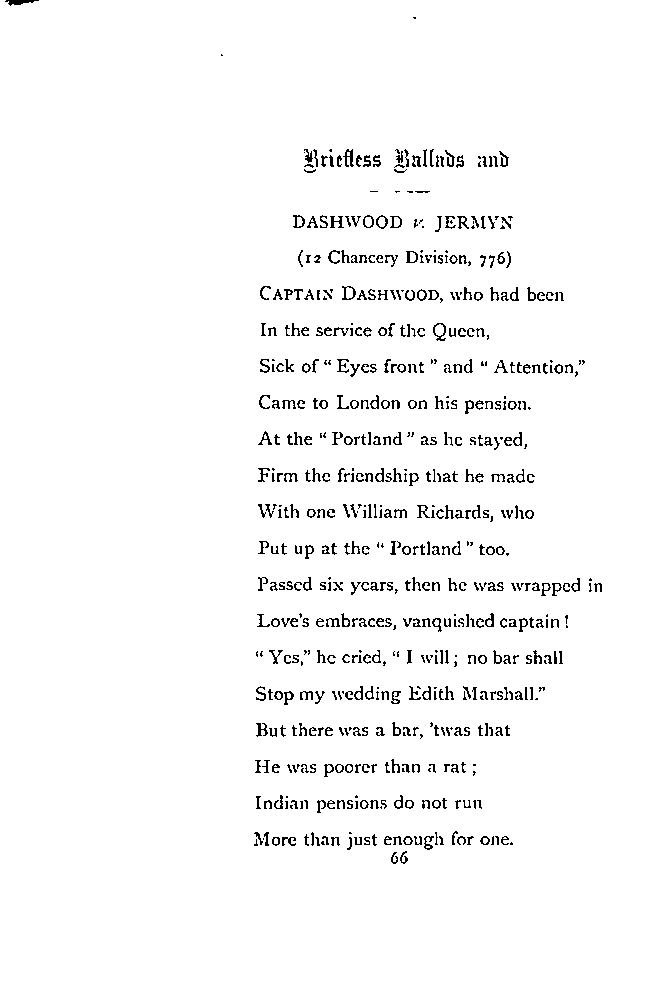 Briefless Ballads and
DASHWOOD v. JERMYN
(12 Chancery Division, 776)
CAPTAIN DASHWOOD, who had been
In the service of the Queen,
Sick of “ Eyes front ” and “ Attention,”
Came to London on his pension.
At the “ Portland ” as he stayed,
Firm the friendship that he made
With one William Richards, who
Put up at the “ Portland ” too.
Passed six years, then he was wrapped in
Love’s embraces, vanquished captain !
“ Yes,” he cried, “ I will ; no bar shall
Stop my wedding Edith Marshall.”
But there was a bar, ’twas that
He was poorer than a rat ;
Indian pensions do not run
More than just enough for one.
66